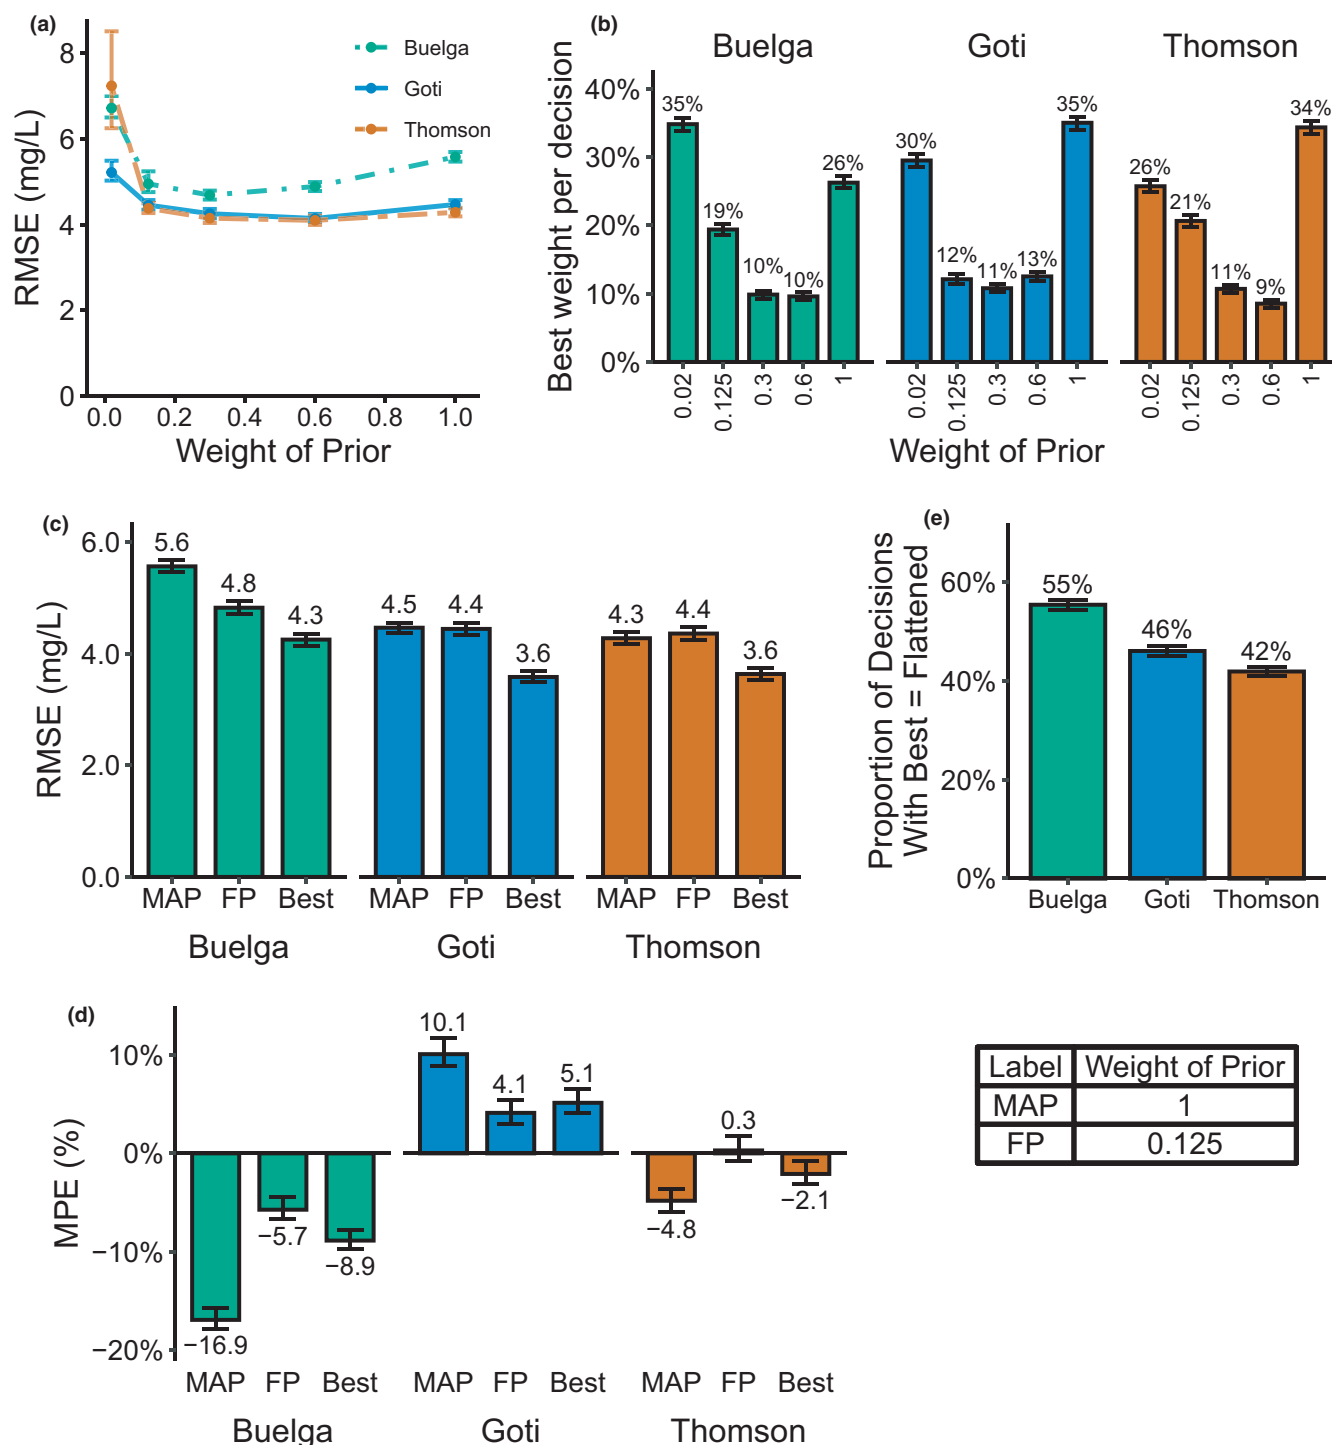 (a)
8
6
4
2
0
RMSE (mg/L)
0.0 0.2 0.4 0.6 0.8 1.0
Weight of Prior
Buelga
Goti
Thomson
(b)
Buelga Goti Thomson
Best weight per decision
40%
30%
20%
10%
0%
35% 19% 10% 10% 26%
30% 12% 11% 13% 35%
26% 21% 11% 9% 34%
0.02 0.125 0.3 0.6 1
0.02 0.125 0.3 0.6 1
0.02 0.125 0.3 0.6 1
Weight of Prior
(c)
RMSE (mg/L)
6.0
4.0
2.0
0.0
5.6 4.8 4.3
4.5 4.4 3.6
4.3 4.4 3.6
MAP FP Best MAP FP Best MAP FP Best
Buelga Goti Thomson
(e)
Proportion of Decisions
With Best = Flattened
60%
40%
20%
0%
55% 46% 42%
Buelga Goti Thomson
(d)
MPE (%)
10%
0%
−10%
−20%
−16.9 −5.7 −8.9
10.1 4.1 5.1
−4.8 0.3 −2.1
MAP FP Best MAP FP Best MAP FP Best
Buelga Goti Thomson
Label Weight of Prior
MAP 1
FP 0.125